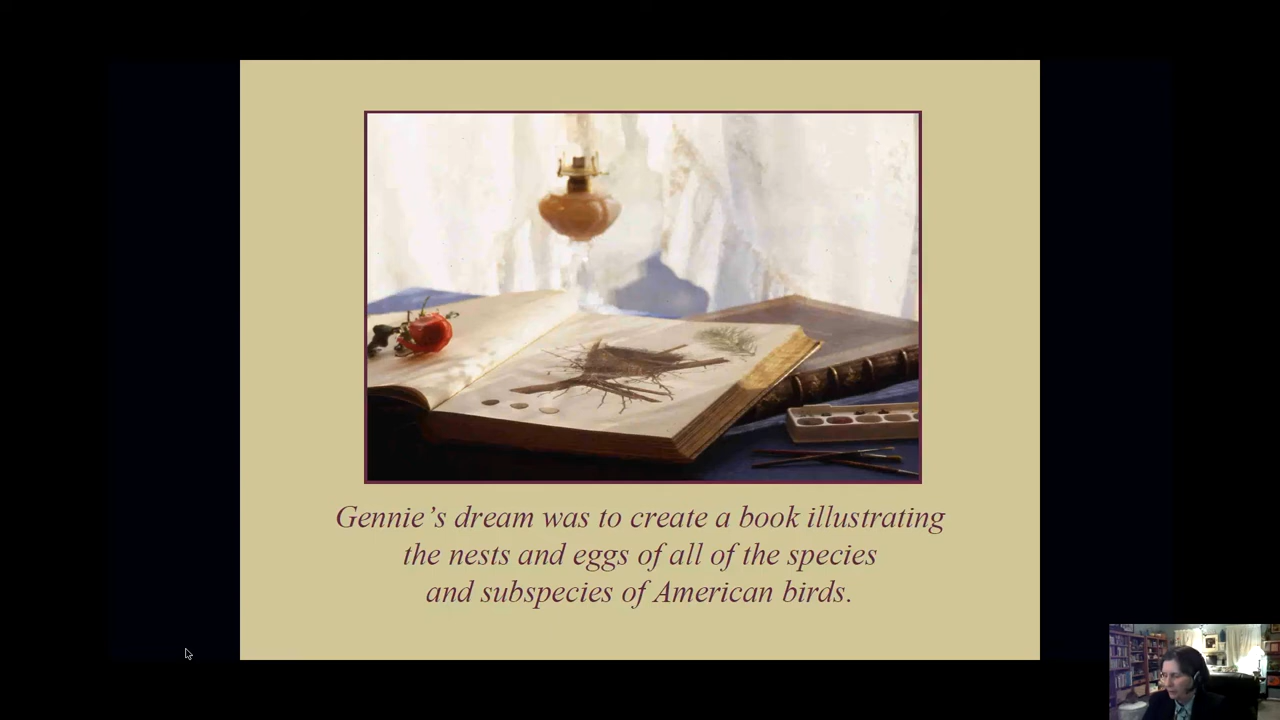 Gennie’s dream was to create a book illustrating
the nests and eggs of all of the species
and subspecies of American birds.